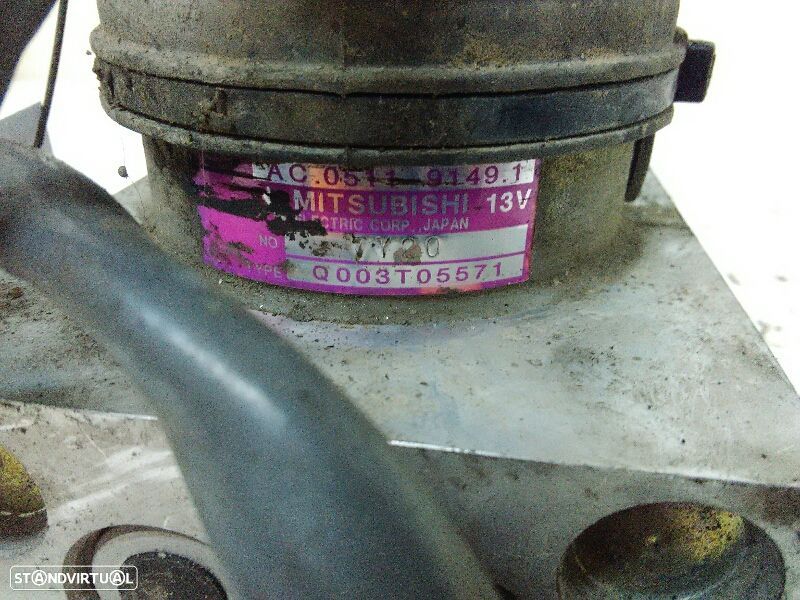 AC.0511 9149.1
MITSUBISHI 13V
ELECTRIC CORP. JAPAN
NO
TYPE Q003T05571
STANDVIRTUAL